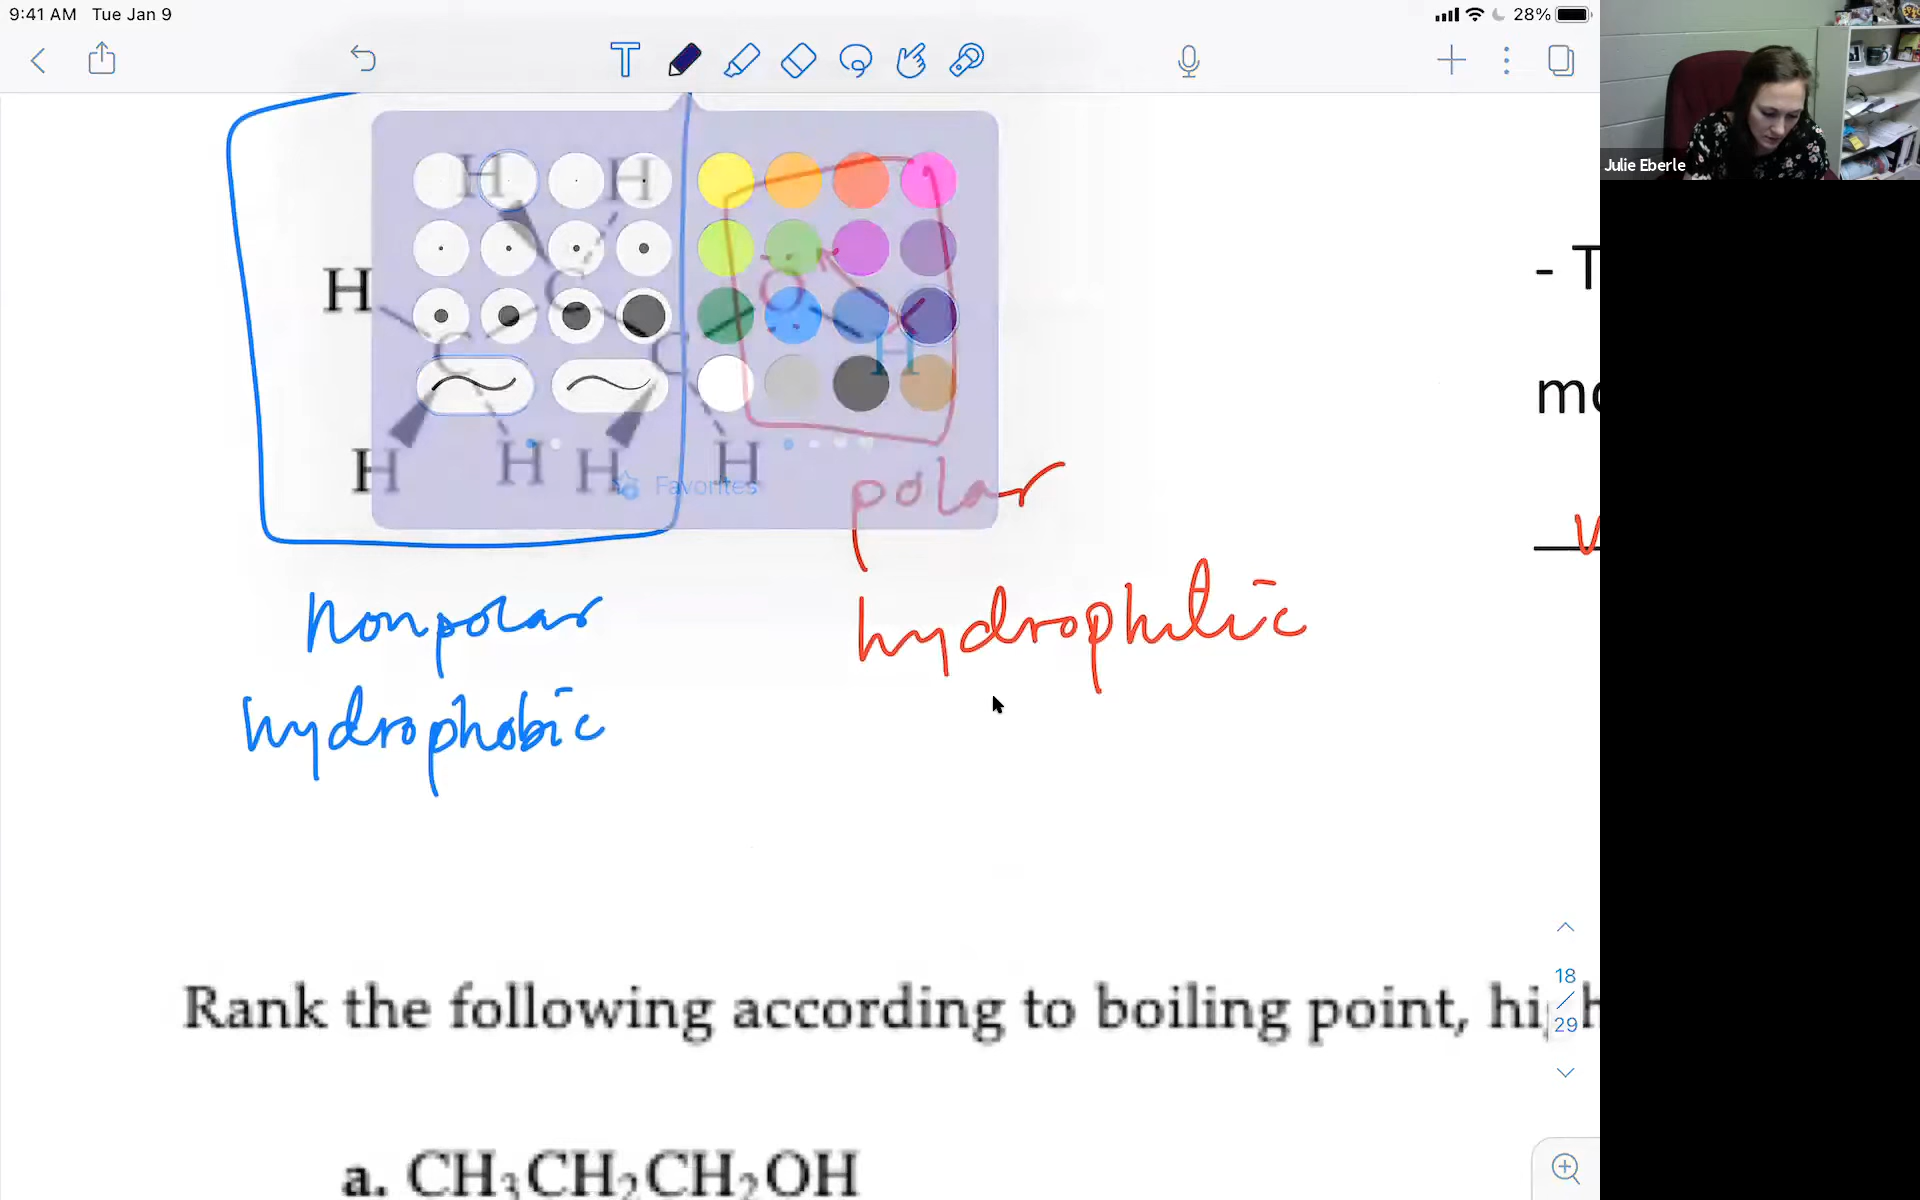 9:41 AM Tue Jan 9
28%
T
Julie Eberle
H H
C
O
H
C C
H
H H H H
Favorites
polar
- T
nonpolar
hydrophilic
hydrophobic
18
29
Rank the following according to boiling point,
a. CH₃CH₂CH₂OH